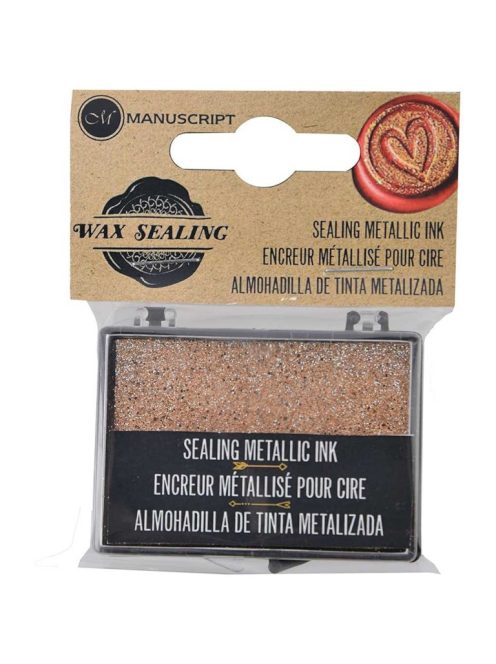 M MANUSCRIPT
WAX SEALING
SEALING METALLIC INK
ENCREUR MÉTALLISÉ POUR CIRE
ALMOHADILLA DE TINTA METALIZADA
SEALING METALLIC INK
ENCREUR MÉTALLISÉ POUR CIRE
ALMOHADILLA DE TINTA METALIZADA